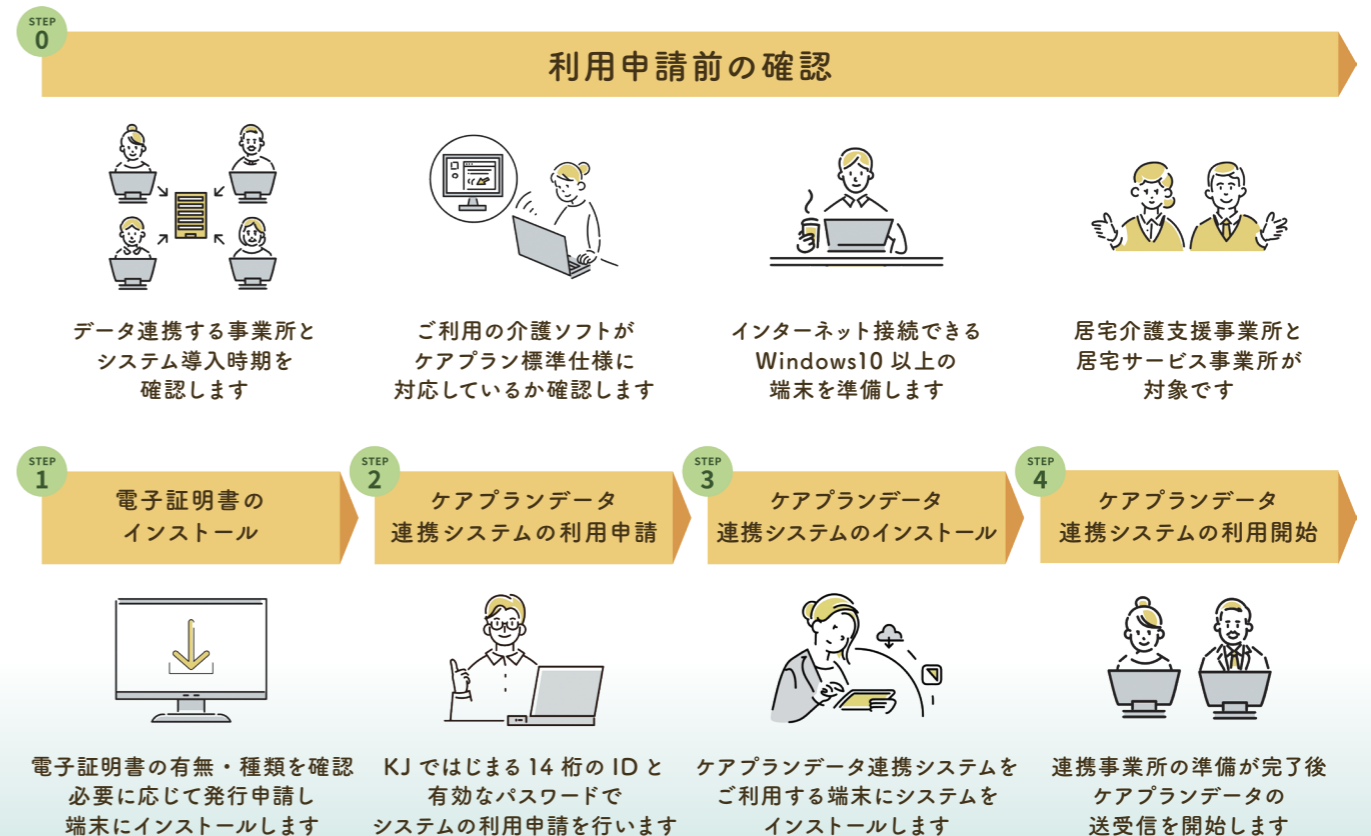 STEP
0
利用申請前の確認
データ連携する事業所と
システム導入時期を
確認します
ご利用の介護ソフトが
ケアプラン標準仕様に
対応しているか確認します
インターネット接続できる
Windows10 以上の
端末を準備します
居宅介護支援事業所と
居宅サービス事業所が
対象です
STEP
1
電子証明書の
インストール
電子証明書の有無・種類を確認
必要に応じて発行申請し
端末にインストールします
STEP
2
ケアプランデータ
連携システムの利用申請
KJ ではじまる 14 桁の ID と
有効なパスワードで
システムの利用申請を行います
STEP
3
ケアプランデータ
連携システムのインストール
ケアプランデータ連携システムを
ご利用する端末にシステムを
インストールします
STEP
4
ケアプランデータ
連携システムの利用開始
連携事業所の準備が完了後
ケアプランデータの
送受信を開始します